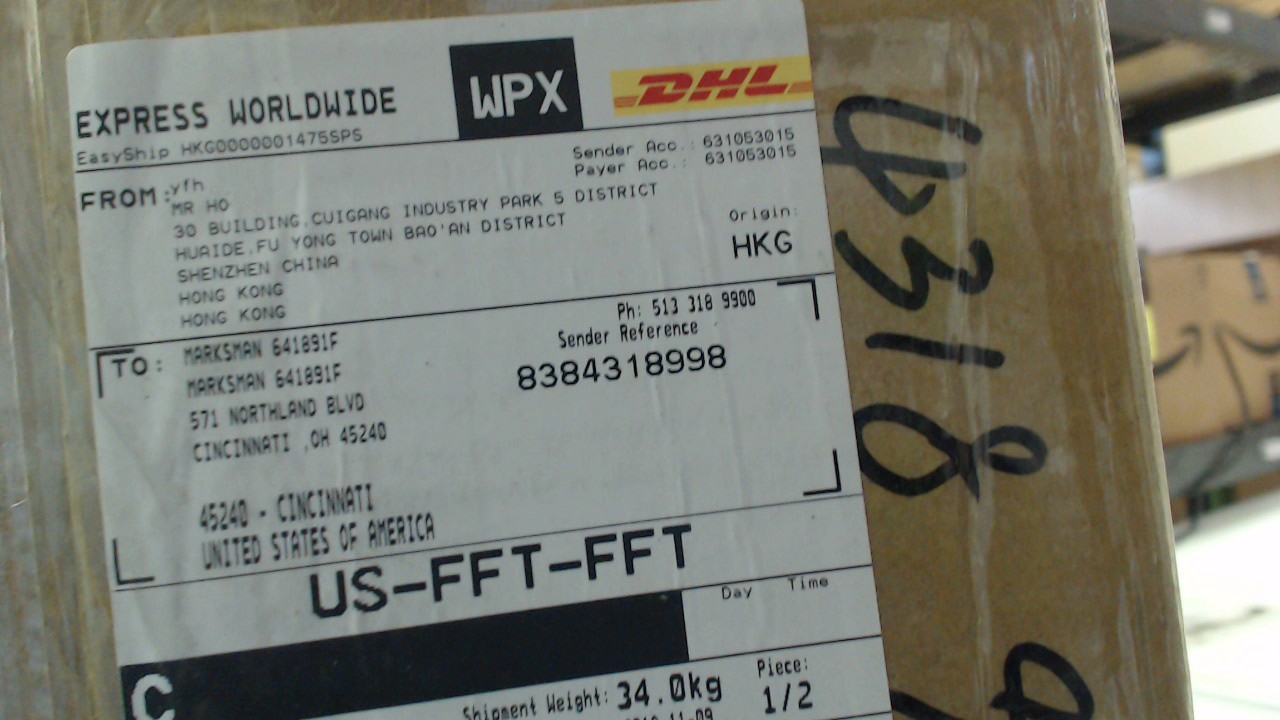 EXPRESS WORLDWIDE
WPX
DHL
EasyShip HKG0000001475SPS
Sender Acc.: 631053015
Payer Acc.: 631053015
FROM: yfh
MR HO
30 BUILDING,CUIGANG INDUSTRY PARK 5 DISTRICT
HUAIDE,FU YONG TOWN BAO'AN DISTRICT
SHENZHEN CHINA
HONG KONG
HONG KONG
Origin:
HKG
TO: MARKSMAN 641891F
MARKSMAN 641891F
571 NORTHLAND BLVD
CINCINNATI ,OH 45240
45240 - CINCINNATI
UNITED STATES OF AMERICA
Ph: 513 318 9900
Sender Reference
8384318998
US-FFT-FFT
Day Time
C
Shipment Weight: 34.0kg
Piece:
1/2
4318